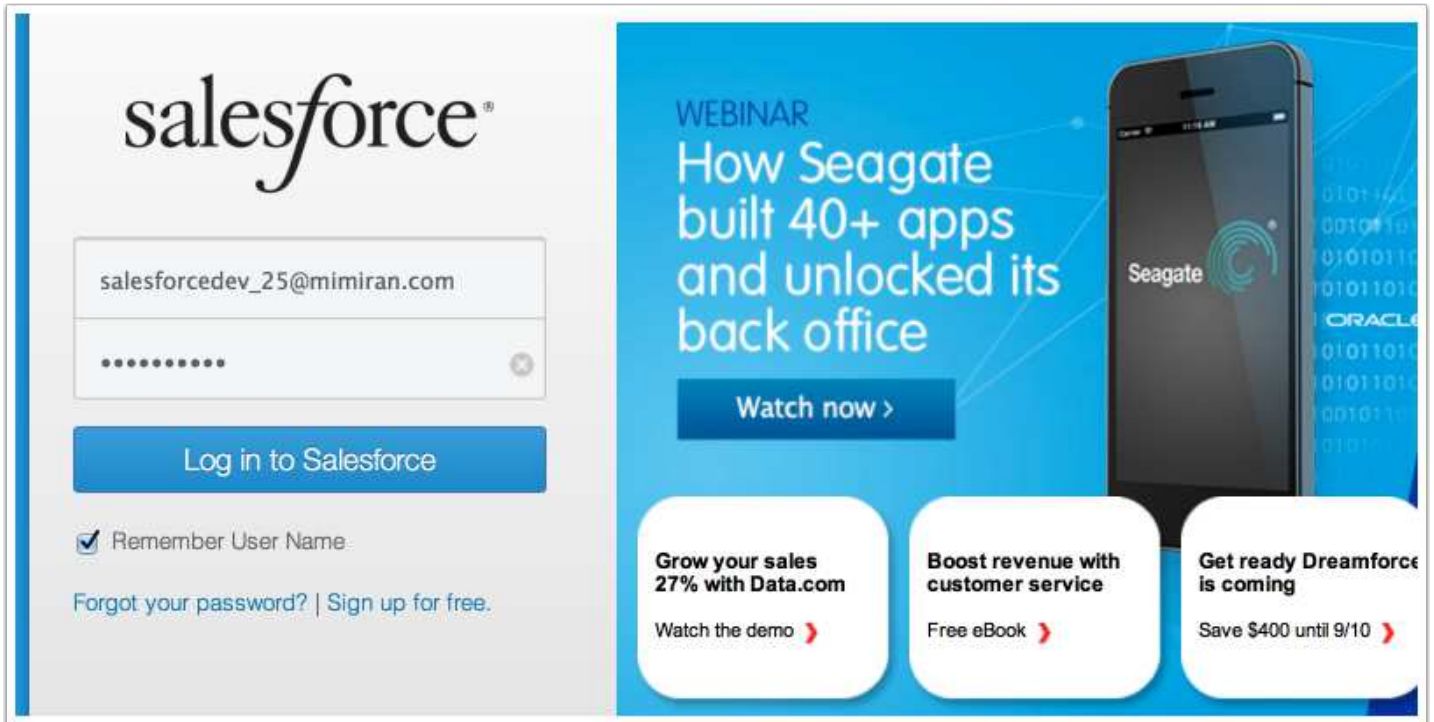 salesforce®
salesforcedev_25@mimiran.com
••••••••••
Log in to Salesforce
Remember User Name
Forgot your password? | Sign up for free.
WEBINAR
How Seagate
built 40+ apps
and unlocked its
back office
Watch now >
11:15 AM
Seagate®
ORACLE
Grow your sales
27% with Data.com
Watch the demo ❯
Boost revenue with
customer service
Free eBook ❯
Get ready Dreamforce
is coming
Save $400 until 9/10 ❯